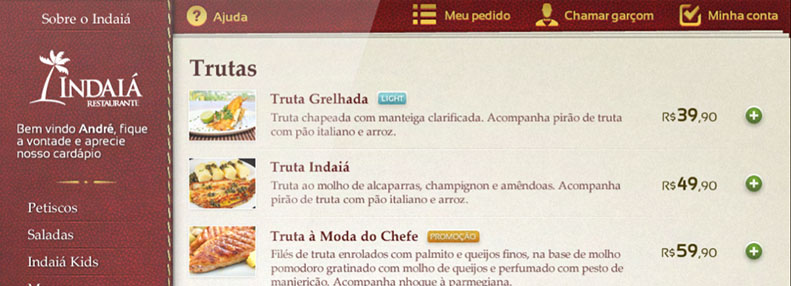 Sobre o Indaiá
INDAIÁ
RESTAURANTE
Bem vindo André, fique
a vontade e aprecie
nosso cardápio
Petiscos
Saladas
Indaiá Kids
Ajuda
Meu pedido
Chamar garçom
Minha conta
Trutas
Truta Grelhada LIGHT
Truta chapeada com manteiga clarificada. Acompanha pirão de truta
com pão italiano e arroz.
R$39,90
Truta Indaiá
Truta ao molho de alcaparras, champignon e amêndoas. Acompanha
pirão de truta com pão italiano e arroz.
R$49,90
Truta à Moda do Chefe PROMOÇÃO
Filés de truta enrolados com palmito e queijos finos, na base de molho
pomodoro gratinado com molho de queijos e perfumado com pesto de
manjericão. Acompanha nhoque à parmegiana.
R$59,90